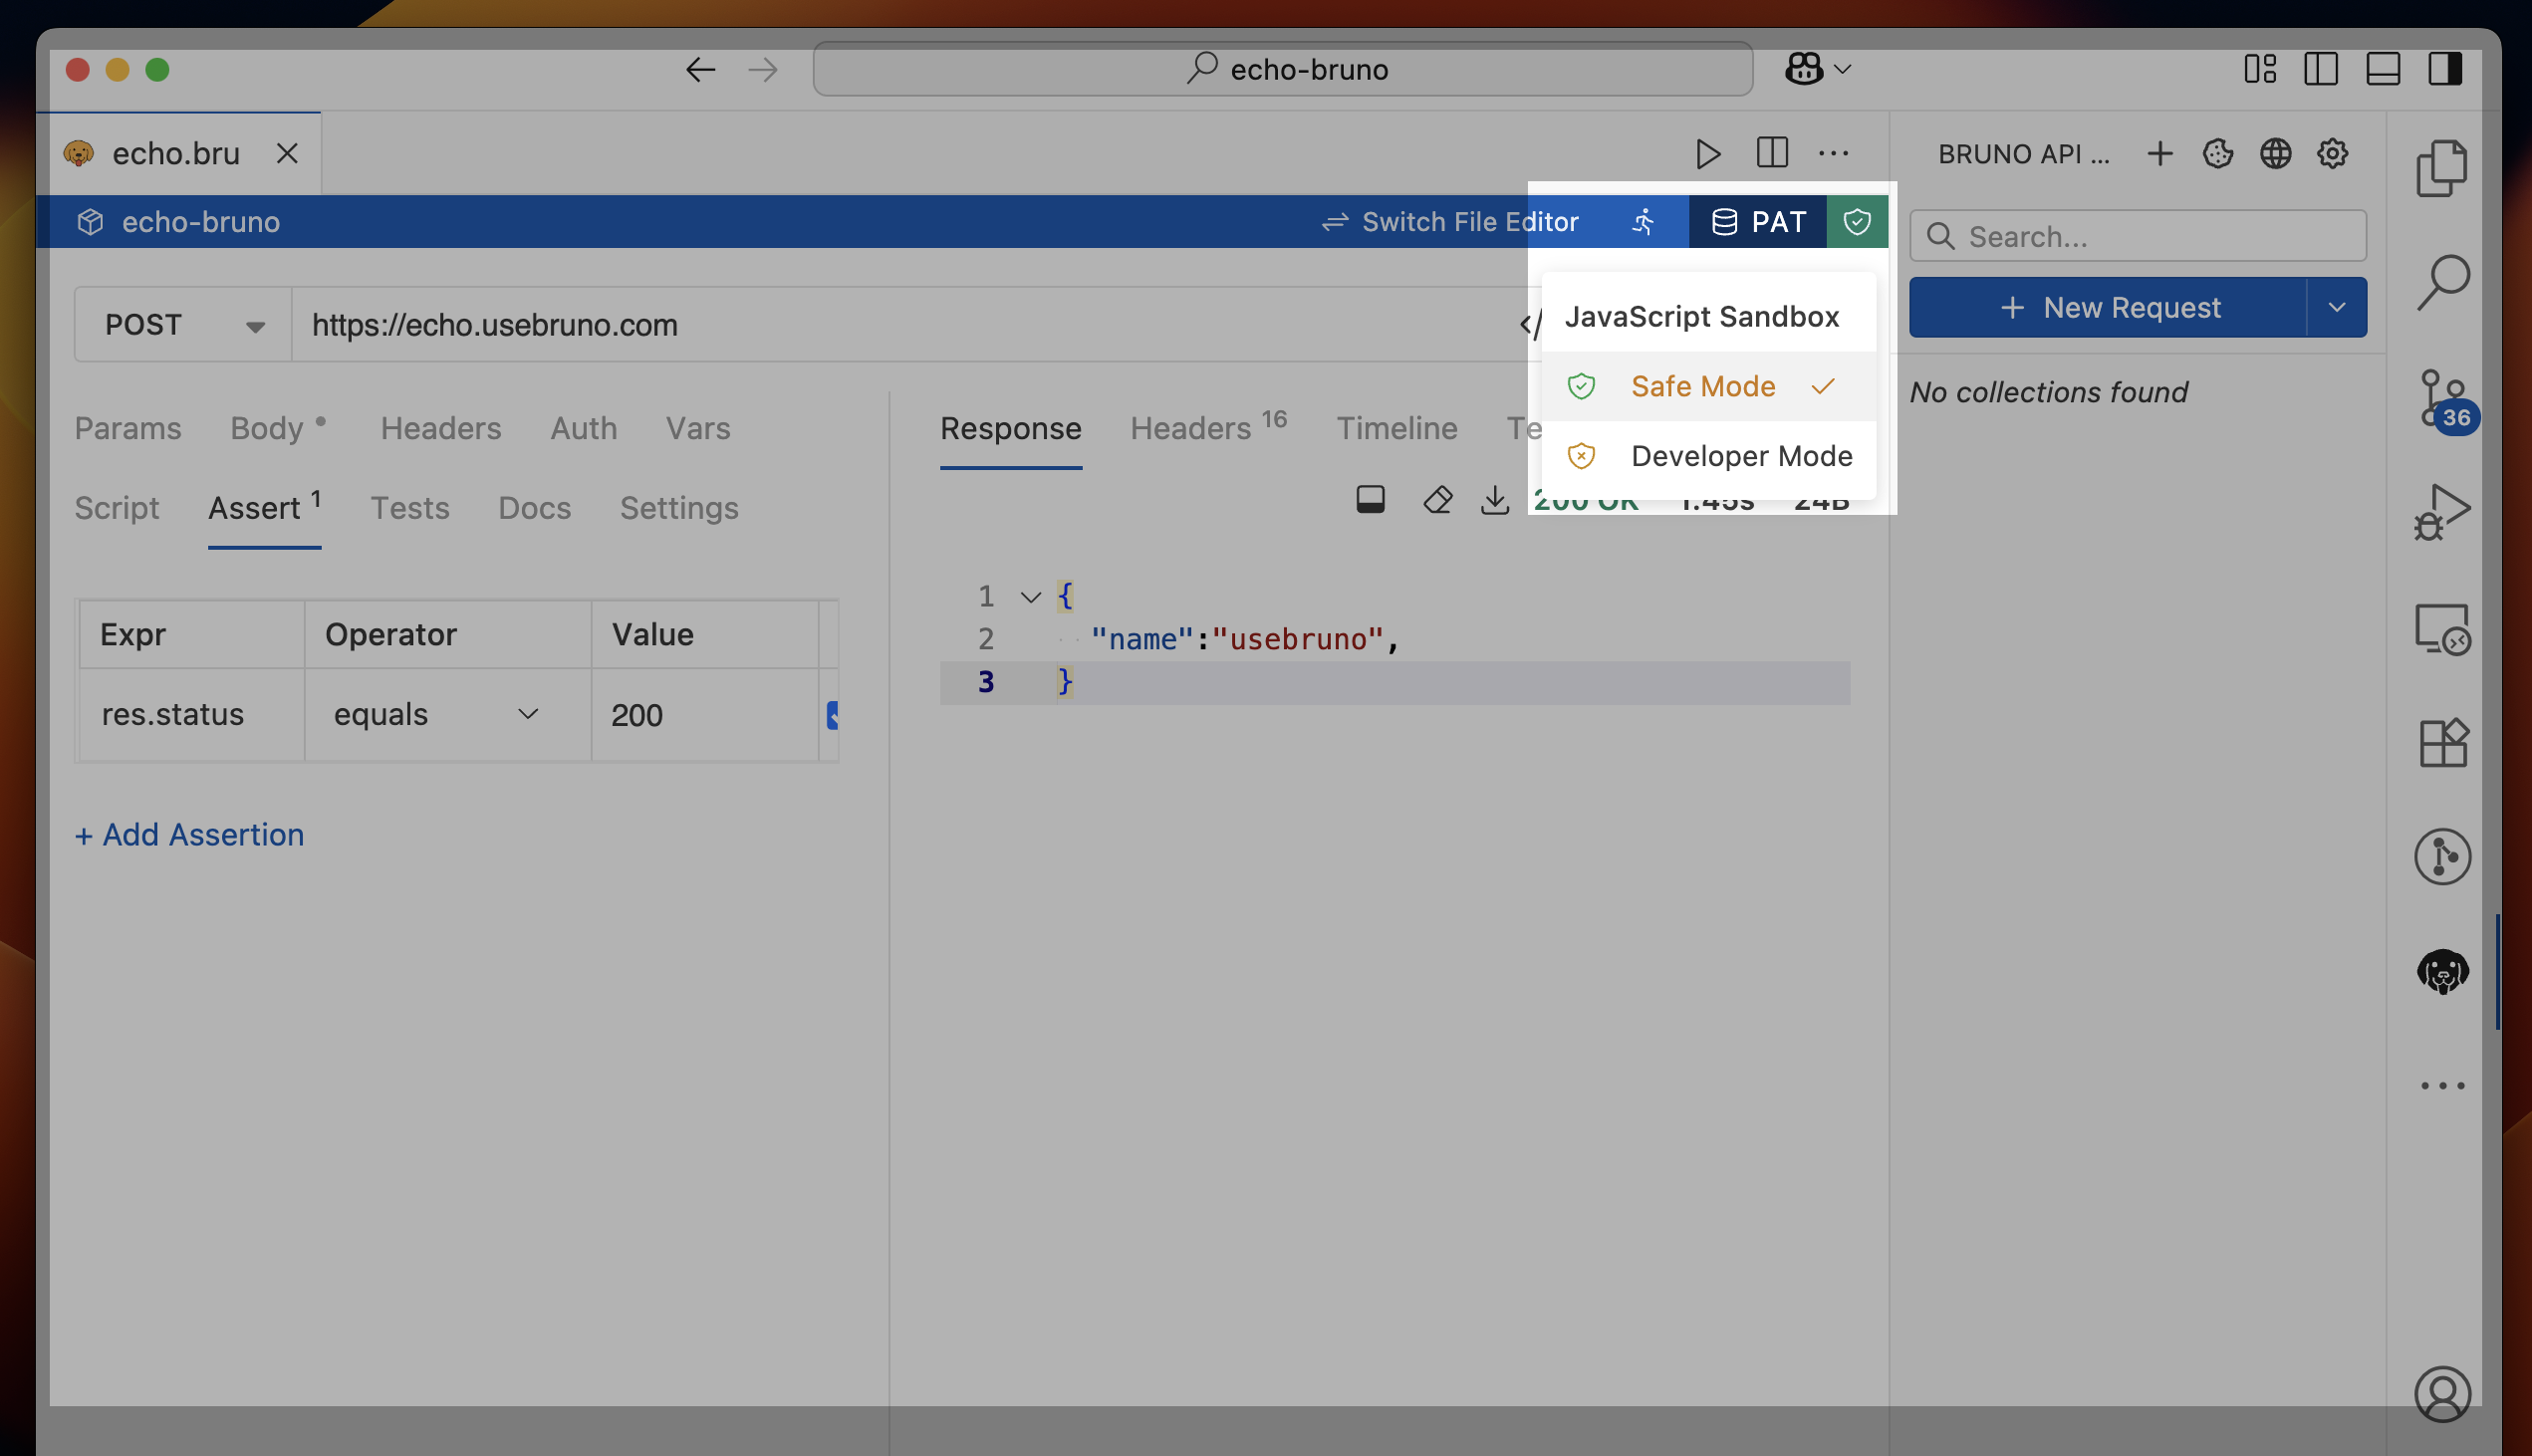 echo-bruno
echo.bru
BRUNO API ...
echo-bruno
Switch File Editor
PAT
Search...
POST
https://echo.usebruno.com
</
JavaScript Sandbox
Safe Mode
Developer Mode
New Request
No collections found
36
Params Body Headers Auth Vars
Script Assert 1 Tests Docs Settings
Response Headers 16 Timeline Te
200 OK 1.45s 24B
Expr Operator Value
res.status equals 200
+ Add Assertion
1 {
2 "name":"usebruno",
3 }